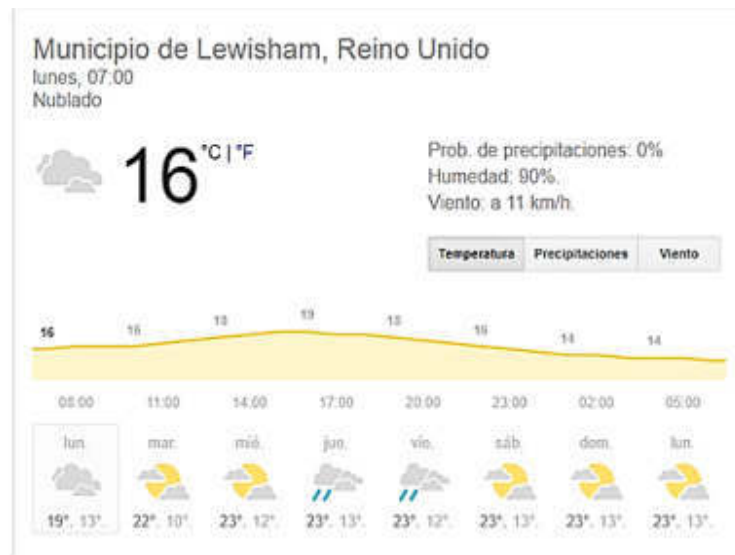 Municipio de Lewisham, Reino Unido
lunes, 07:00
Nublado
16 °C | °F
Prob. de precipitaciones: 0%
Humedad: 90%.
Viento: a 11 km/h.
Temperatura Precipitaciones Viento
16 16 18 19 18 16 14 14
08:00 11:00 14:00 17:00 20:00 23:00 02:00 05:00
lun. mar. mié. jue. vie. sáb. dom. lun.
19°. 13°. 22°. 10°. 23°. 12°. 23°. 13°. 23°. 12°. 23°. 13°. 23°. 13°. 23°. 13°.